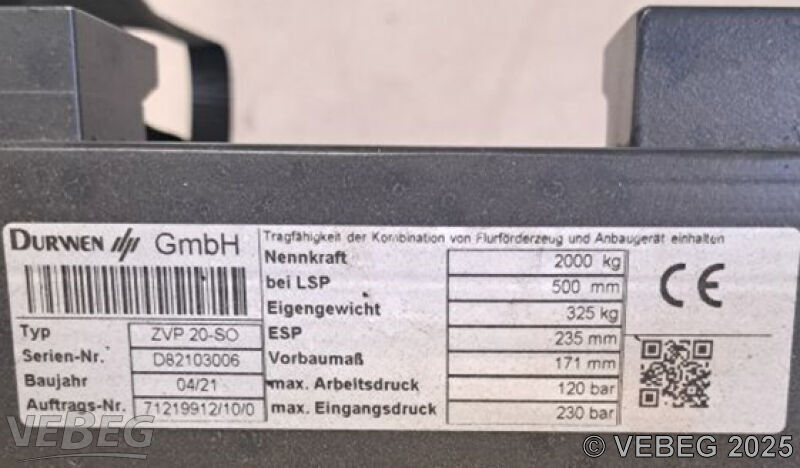 DURWEN GmbH
Tragfähigkeit der Kombination von Flurförderzeug und Anbaugerät einhalten
Typ ZVP 20-SO
Serien-Nr. D82103006
Baujahr 04/21
Auftrags-Nr. 71219912/10/0
Nennkraft 2000 kg
bei LSP 500 mm
Eigengewicht 325 kg
ESP 235 mm
Vorbaumaß 171 mm
max. Arbeitsdruck 120 bar
max. Eingangsdruck 230 bar
CE
VEBEG
© VEBEG 2025